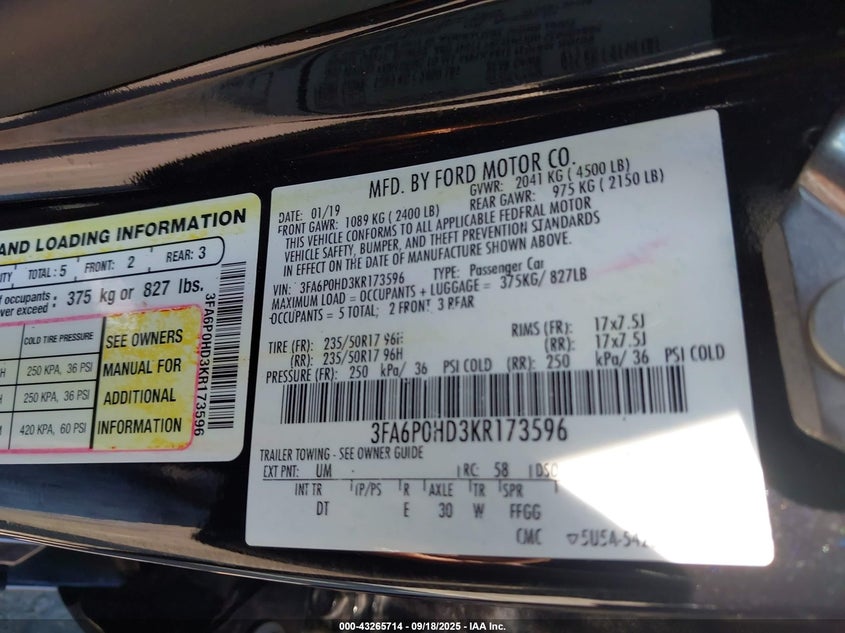 AND LOADING INFORMATION
TOTAL : 5 FRONT: 2 REAR: 3
of occupants
over exceed : 375 kg or 827 lbs.
COLD TIRE PRESSURE
250 KPA, 36 PSI
250 KPA, 36 PSI
420 KPA, 60 PSI
SEE OWNERS
MANUAL FOR
ADDITIONAL
INFORMATION
3FA6P0HD3KR173596
MFD. BY FORD MOTOR CO.
DATE: 01/19 GVWR: 2041 KG ( 4500 LB)
FRONT GAWR: 1089 KG ( 2400 LB) REAR GAWR: 975 KG ( 2150 LB)
THIS VEHICLE CONFORMS TO ALL APPLICABLE FEDERAL MOTOR
VEHICLE SAFETY, BUMPER, AND THEFT PREVENTION STANDARDS
IN EFFECT ON THE DATE OF MANUFACTURE SHOWN ABOVE.
VIN: 3FA6P0HD3KR173596 TYPE: Passenger Car
MAXIMUM LOAD = OCCUPANTS + LUGGAGE = 375KG/ 827LB
OCCUPANTS = 5 TOTAL; 2 FRONT 3 REAR
TIRE (FR): 235/50R17 96H RIMS (FR): 17x7.5J
(RR): 235/50R17 96H (RR): 17x7.5J
PRESSURE (FR): 250 kPa/ 36 PSI COLD (RR): 250 kPa/ 36 PSI COLD
3FA6P0HD3KR173596
TRAILER TOWING - SEE OWNER GUIDE
EXT PNT: UM RC: 58 DSO
INT TR TP/PS R AXLE TR SPR
DT E 30 W FFGG
CMC 5U5A-542
000-43265714 - 09/18/2025 - IAA Inc.